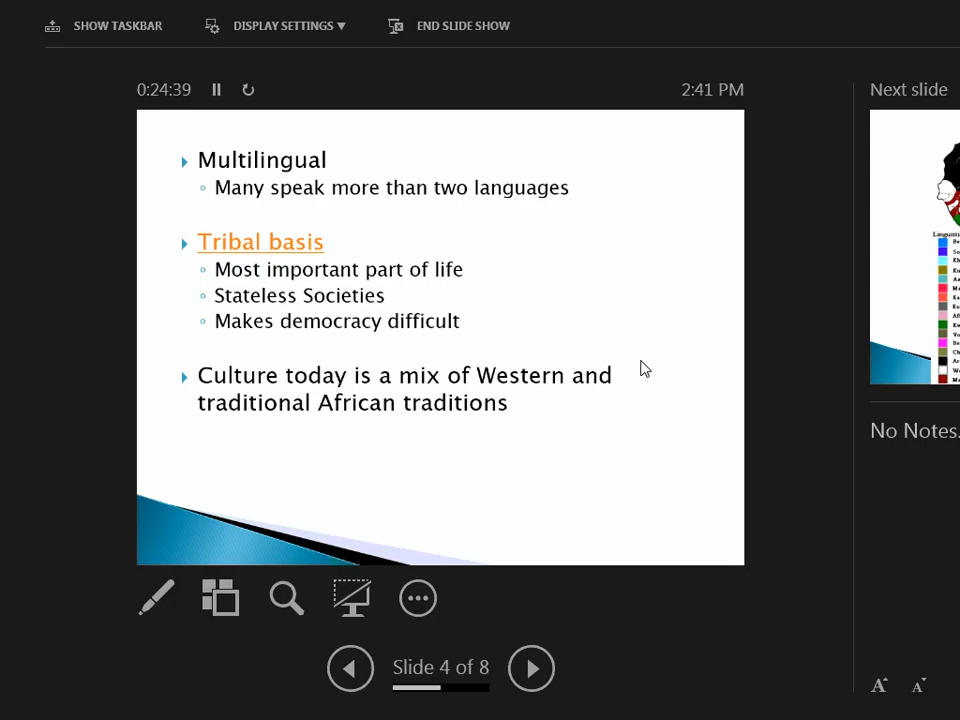 SHOW TASKBAR DISPLAY SETTINGS ▼ END SLIDE SHOW
0:24:39 2:41 PM Next slide
Multilingual
Many speak more than two languages
Tribal basis
Most important part of life
Stateless Societies
Makes democracy difficult
Culture today is a mix of Western and
traditional African traditions
Slide 4 of 8
No Notes.
A A